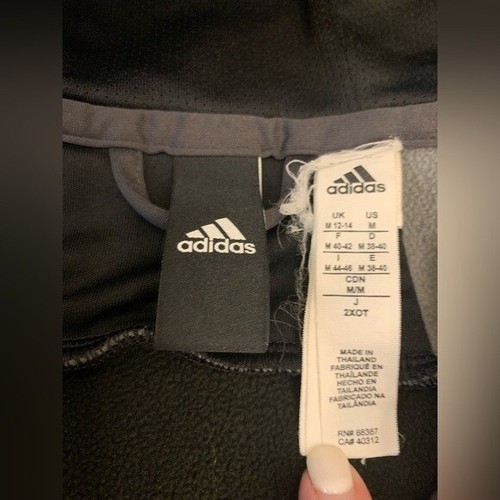 adidas
adidas
UK US
M 12-14 M
F D
M 40-42 M 38-40
I E
M 44-46 M 38-40
CDN
M/M
J
2XOT
MADE IN
THAILAND
FABRIQUÉ EN
THAÏLANDE
HECHO EN
TAILANDIA
FABRICADO NA
TAILÂNDIA
RN# 88387
CA# 40312